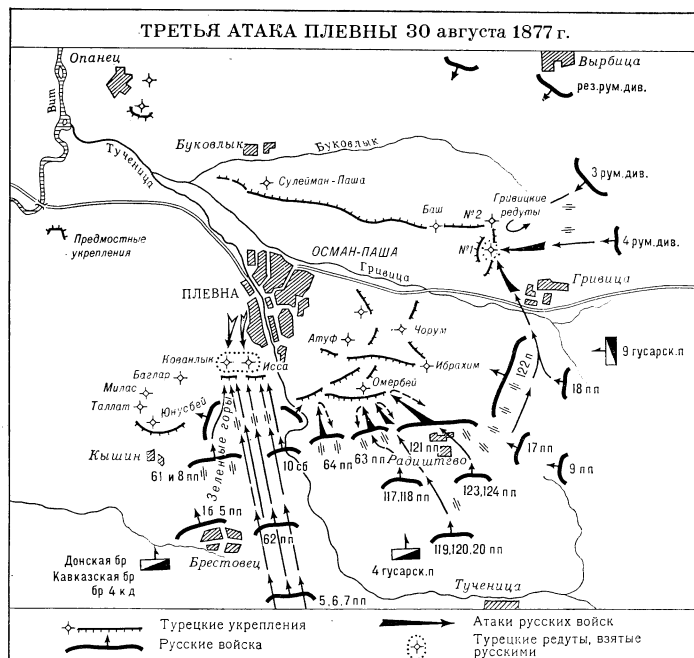 ТРЕТЬЯ АТАКА ПЛЕВНЫ 30 августа 1877 г.
Опанец
Вырбица
рез.рум.див.
Вит
Буковлык
Буковлык
Тученица
Сулейман-Паша
3 рум.див.
Гривицкие
редуты
Баш
№2
№1
4 рум.див.
Предмостные
укрепления
ОСМАН-ПАША
Гривица
Гривица
ПЛЕВНА
Чорум
Атуф
9 гусарск.п
Кованлык
Исса
Ибрахим
122 п
Баглар
Милас
Таллат
Юнусбей
Омербей
18 пп
Кышин
Зеленые горы
61 и 8 пп
10 сб
64 пп
63 пп
121 пп
Радиштево
17 пп
9 пп
117,118 пп
123,124 пп
16 5 пп
62 пп
Брестовец
119,120,20 пп
Донская бр
Кавказская бр
бр 4 к д
4 гусарск.п
Тученица
5,6,7 пп
Турецкие укрепления
Русские войска
Атаки русских войск
Турецкие редуты, взятые
русскими